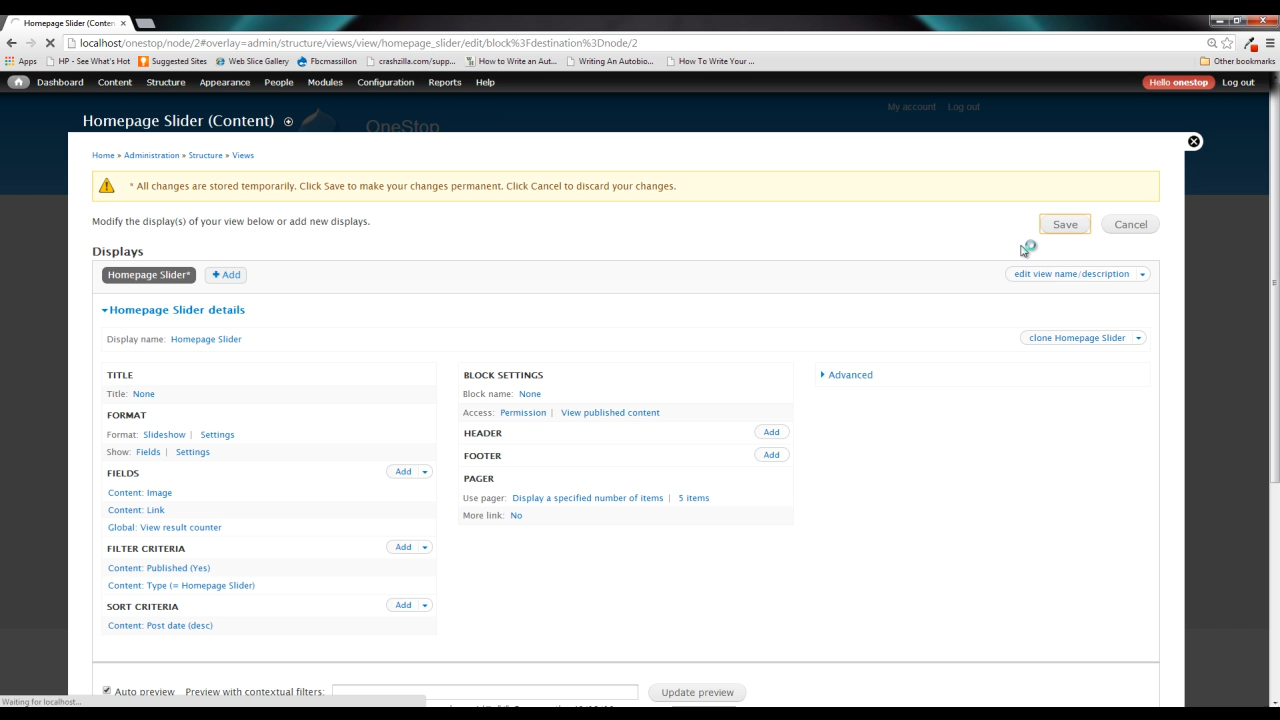 Homepage Slider (Conten
localhost/onestop/node/2#overlay=admin/structure/views/view/homepage_slider/edit/block%3Fdestination%3Dnode/2
Apps HP - See What's Hot Suggested Sites Web Slice Gallery Fbcmassillon crashzilla.com/supp... How to Write an Aut... Writing An Autobio... How To Write Your ... Other bookmarks
Dashboard Content Structure Appearance People Modules Configuration Reports Help Hello onestop Log out
My account Log out
Homepage Slider (Content)
OneStop
Home » Administration » Structure » Views
* All changes are stored temporarily. Click Save to make your changes permanent. Click Cancel to discard your changes.
Modify the display(s) of your view below or add new displays.
Save Cancel
Displays
Homepage Slider* + Add edit view name/description
Homepage Slider details
Display name: Homepage Slider clone Homepage Slider
TITLE
Title: None
FORMAT
Format: Slideshow | Settings
Show: Fields | Settings
FIELDS Add
Content: Image
Content: Link
Global: View result counter
FILTER CRITERIA Add
Content: Published (Yes)
Content: Type (= Homepage Slider)
SORT CRITERIA Add
Content: Post date (desc)
BLOCK SETTINGS
Block name: None
Access: Permission | View published content
HEADER Add
FOOTER Add
PAGER
Use pager: Display a specified number of items | 5 items
More link: No
Advanced
Auto preview Preview with contextual filters: Update preview
Waiting for localhost...